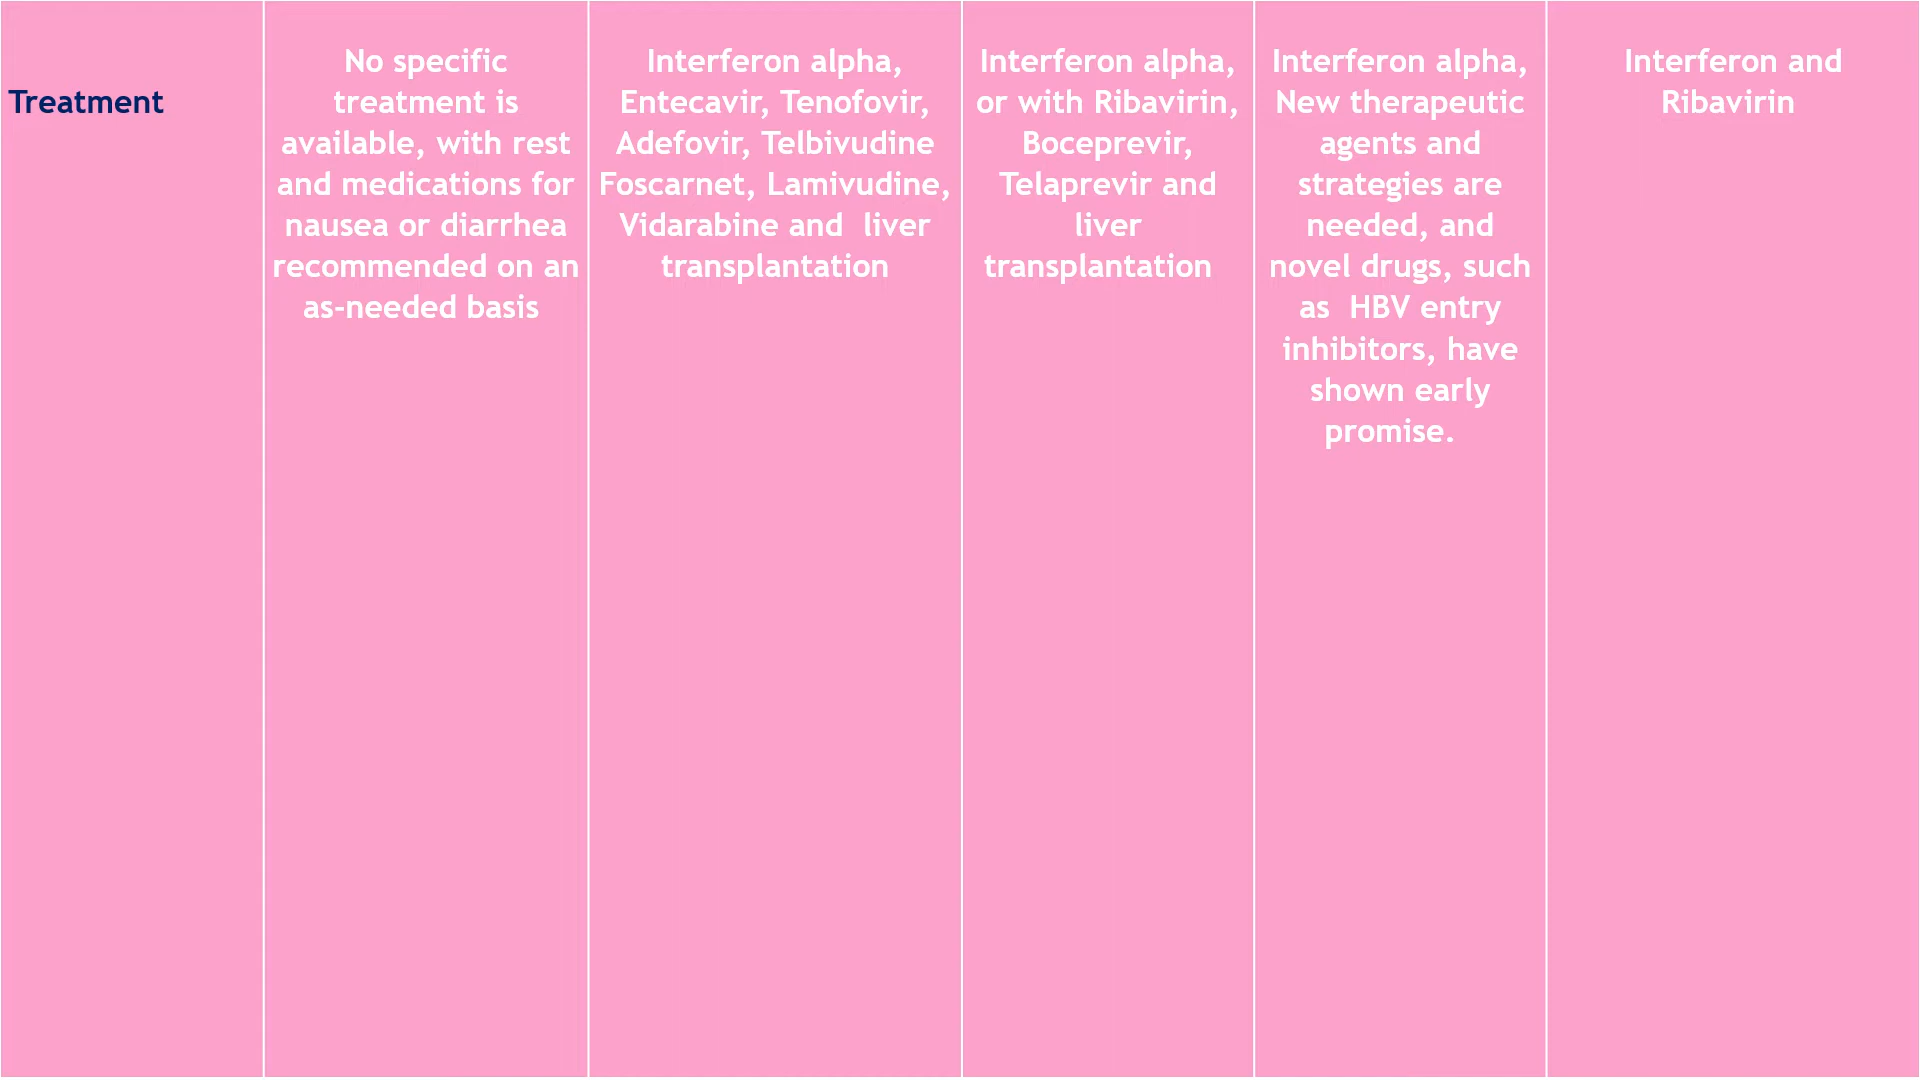 Treatment
No specific
treatment is
available, with rest
and medications for
nausea or diarrhea
recommended on an
as-needed basis
Interferon alpha,
Entecavir, Tenofovir,
Adefovir, Telbivudine
Foscarnet, Lamivudine,
Vidarabine and  liver
transplantation
Interferon alpha,
or with Ribavirin,
Boceprevir,
Telaprevir and
liver
transplantation
Interferon alpha,
New therapeutic
agents and
strategies are
needed, and
novel drugs, such
as  HBV entry
inhibitors, have
shown early
promise.
Interferon and
Ribavirin